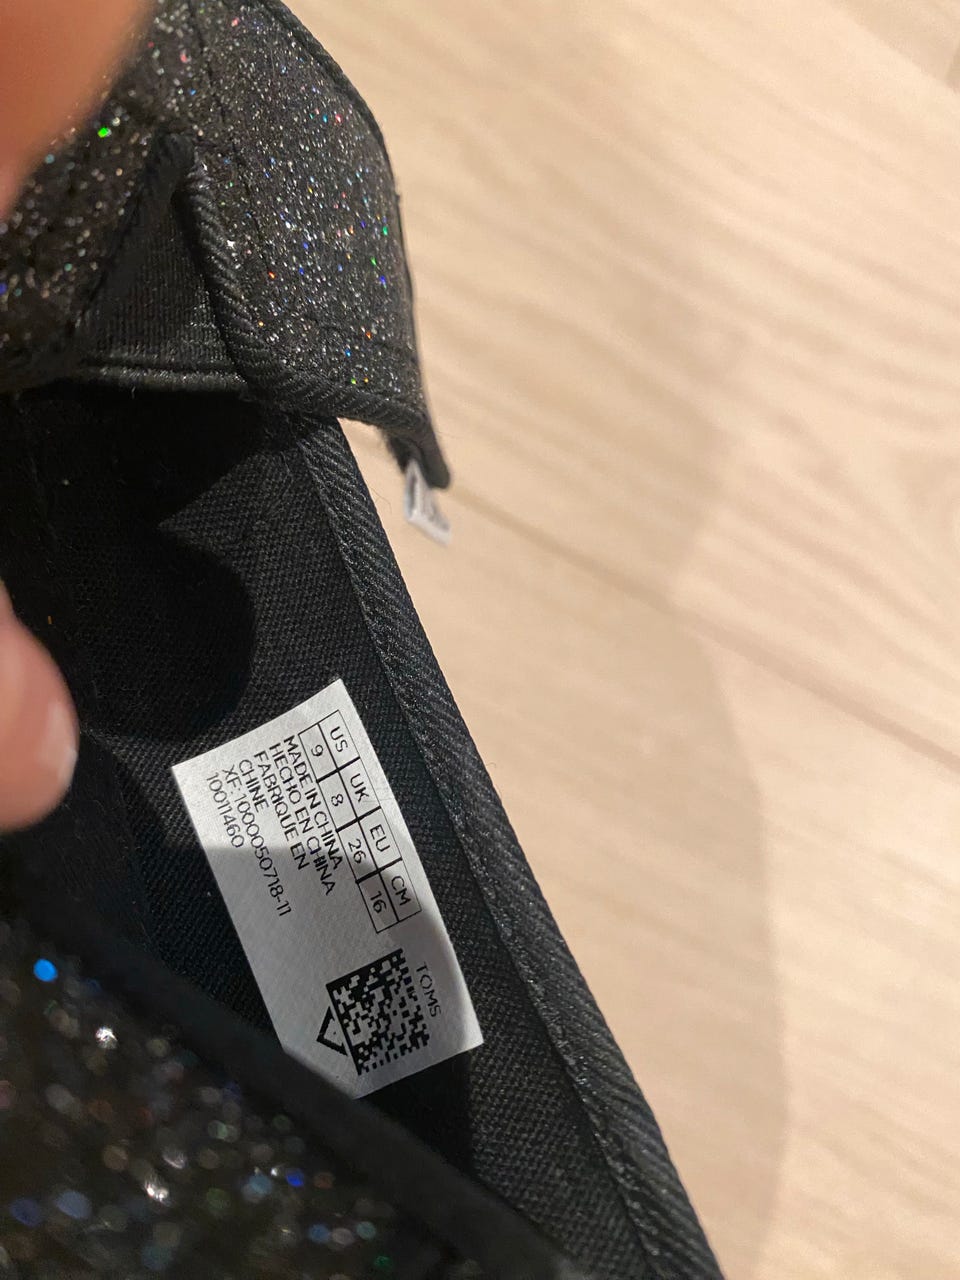 US UK EU CM
9 8 26 16
MADE IN CHINA
HECHO EN CHINA
FABRIQUE EN
CHINE
XF-1000050718-11
10011460
TOMS